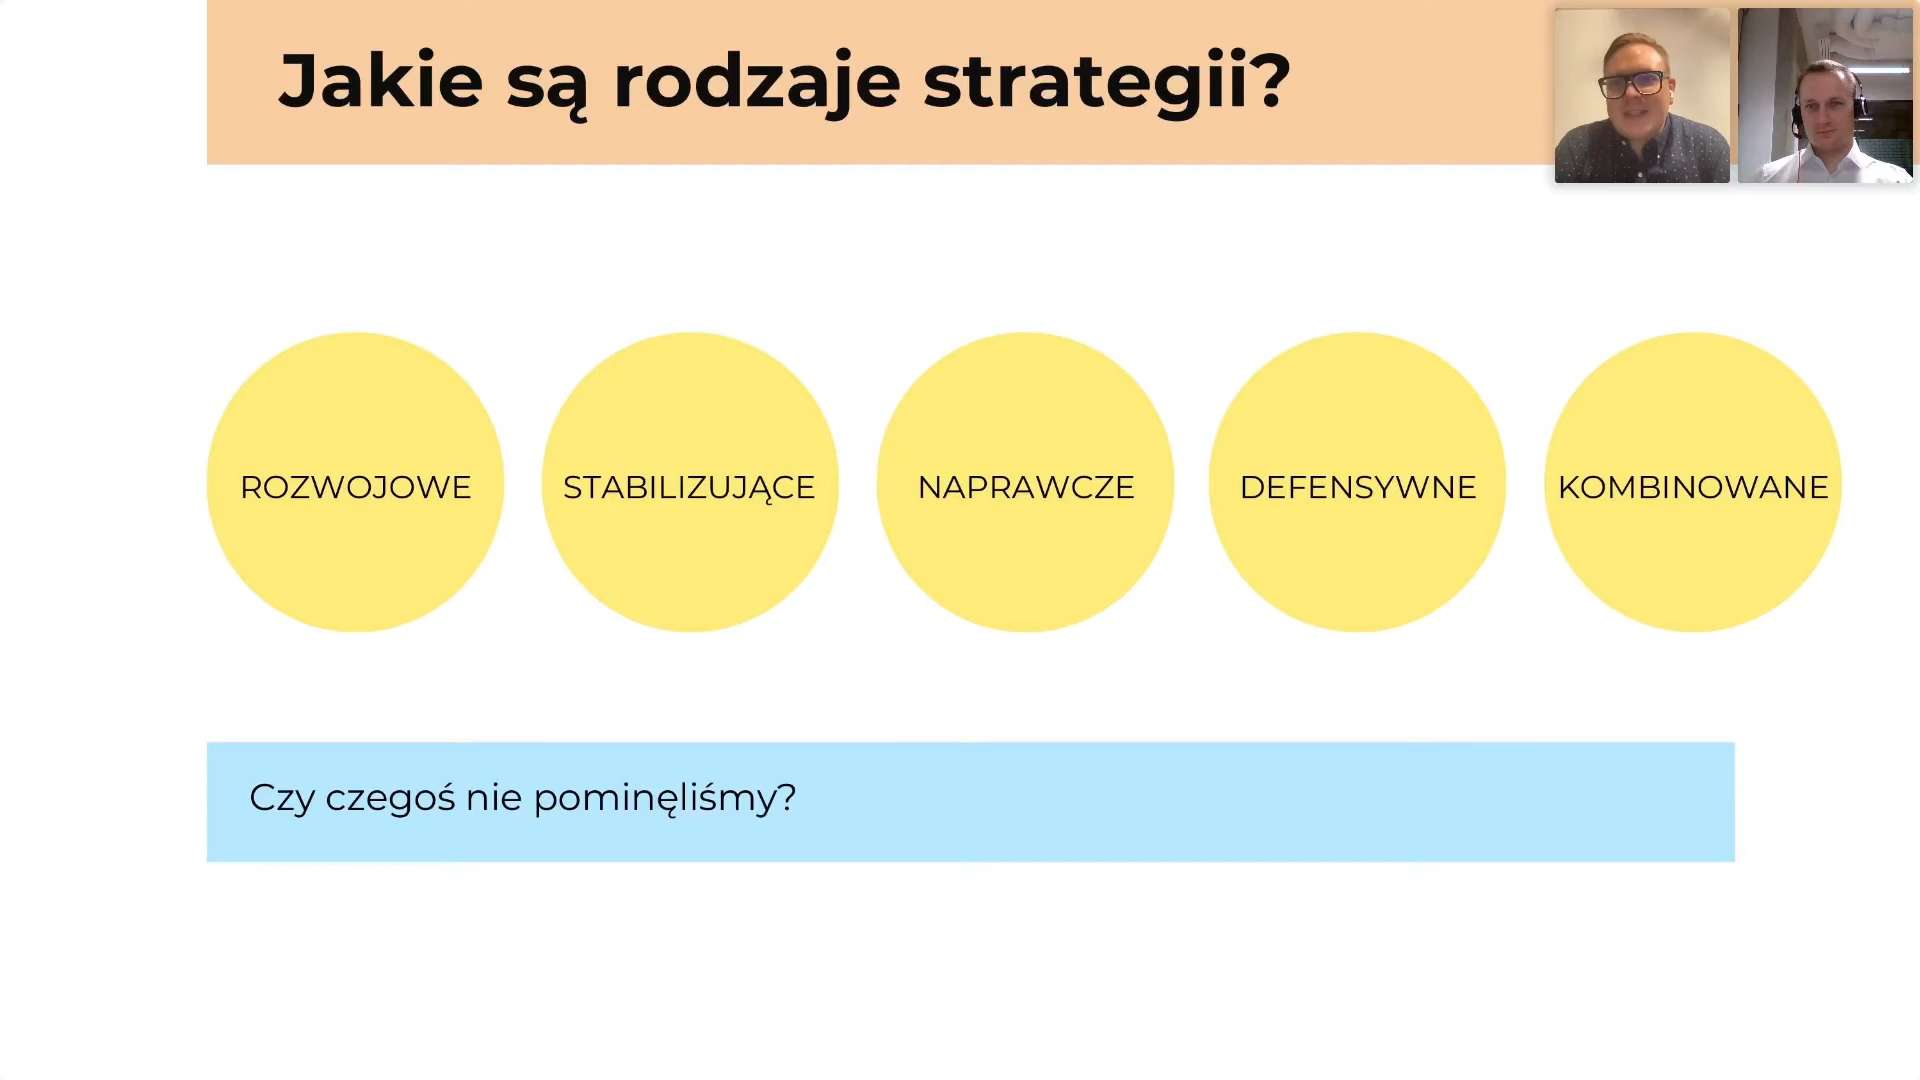 Jakie są rodzaje strategii?
ROZWOJOWE
STABILIZUJĄCE
NAPRAWCZE
DEFENSYWNE
KOMBINOWANE
Czy czegoś nie pominęliśmy?